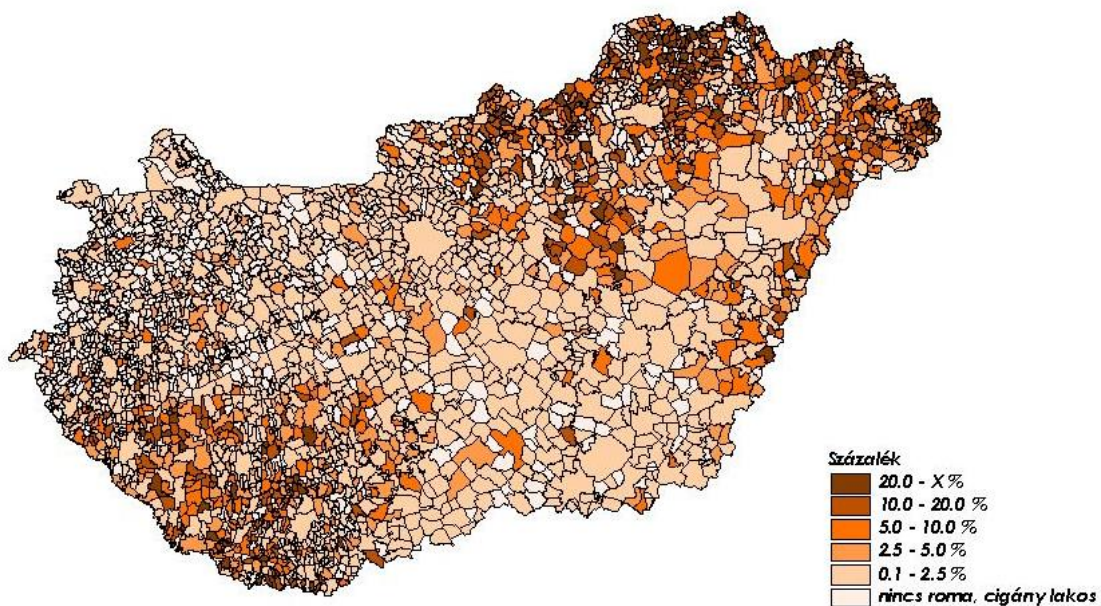 Százalék
20.0 - X %
10.0 - 20.0 %
5.0 - 10.0 %
2.5 - 5.0 %
0.1 - 2.5 %
nincs roma, cigány lakos